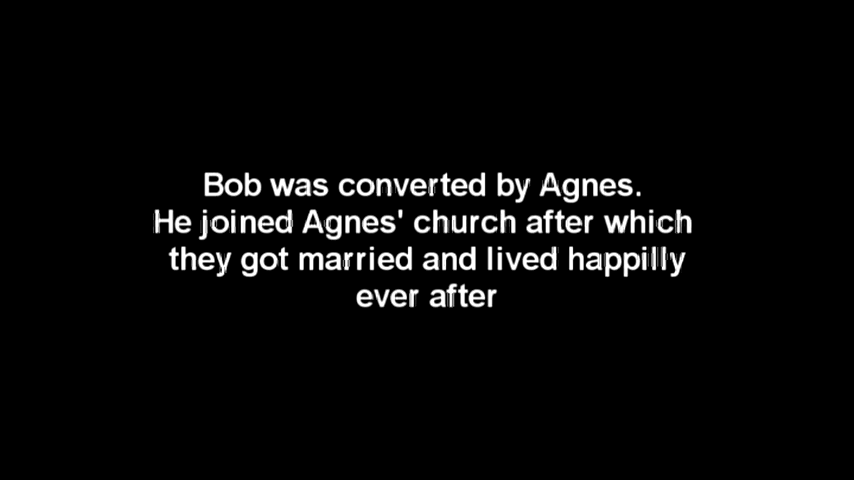 Bob was converted by Agnes.
He joined Agnes' church after which
they got married and lived happilly
ever after